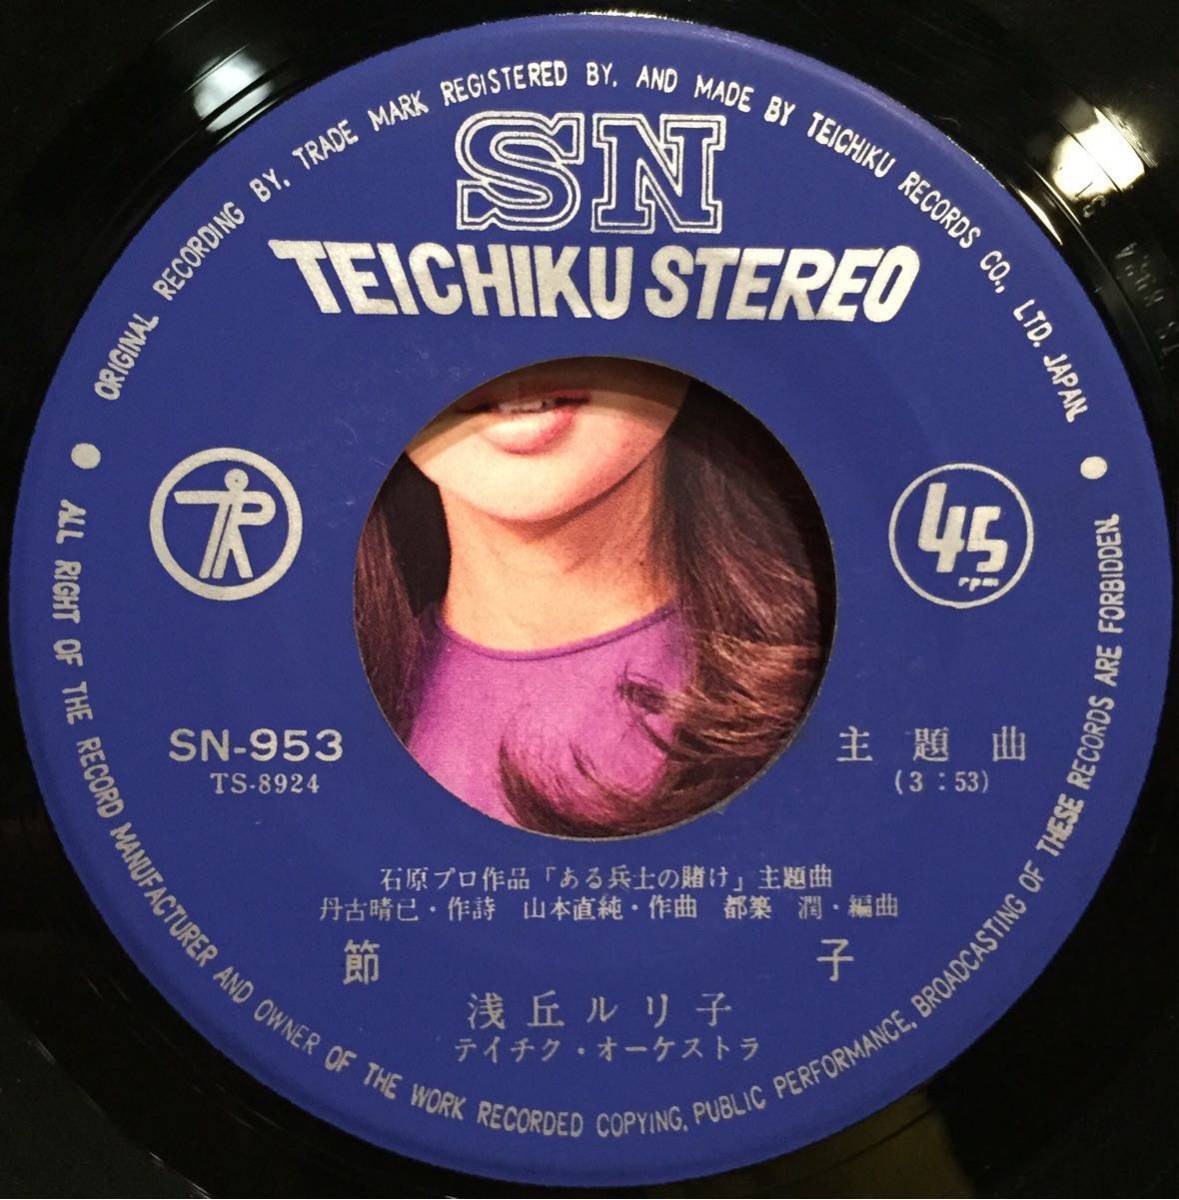 ORIGINAL RECORDING BY, TRADE MARK REGISTERED BY, AND MADE BY TEICHIKU RECORDS CO., LTD. JAPAN
SN
TEICHIKU STEREO
TR
45
rpm
SN-953
TS-8924
主題曲
(3:53)
石原プロ作品「ある兵士の賭け」主題曲
丹古晴已・作詩 山本直純・作曲 都築 潤・編曲
節子
浅丘ルリ子
テイチク・オーケストラ
ALL RIGHT OF THE RECORD MANUFACTURER AND OWNER OF THE WORK RECORDED COPYING, PUBLIC PERFORMANCE, BROADCASTING OF THESE RECORDS ARE FORBIDDEN